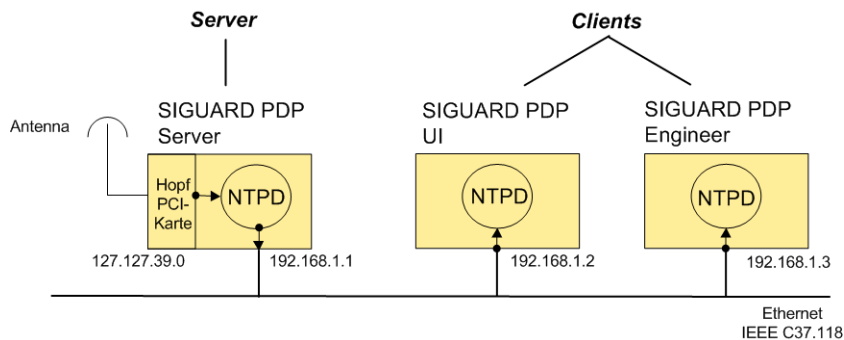 Server
Clients
Antenna
SIGUARD PDP
Server
SIGUARD PDP
UI
SIGUARD PDP
Engineer
Hopf
PCI-
Karte
NTPD
NTPD
NTPD
127.127.39.0
192.168.1.1
192.168.1.2
192.168.1.3
Ethernet
IEEE C37.118